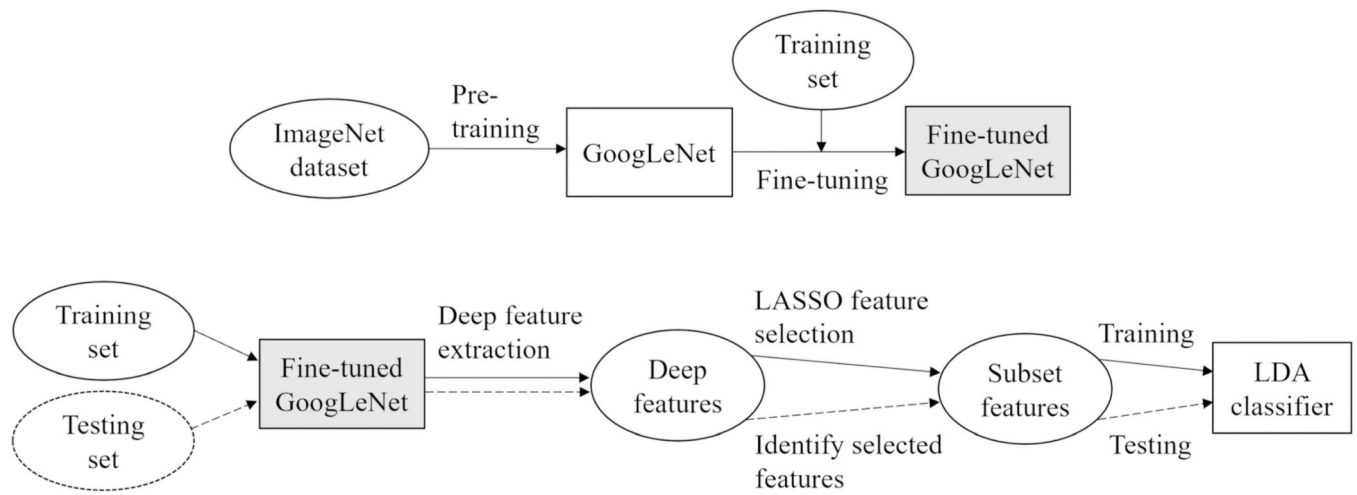 Training
set
Pre-
training
ImageNet
dataset
GoogLeNet
Fine-tuning
Fine-tuned
GoogLeNet
Training
set
Testing
set
Fine-tuned
GoogLeNet
Deep feature
extraction
Deep
features
LASSO feature
selection
Identify selected
features
Subset
features
Training
Testing
LDA
classifier